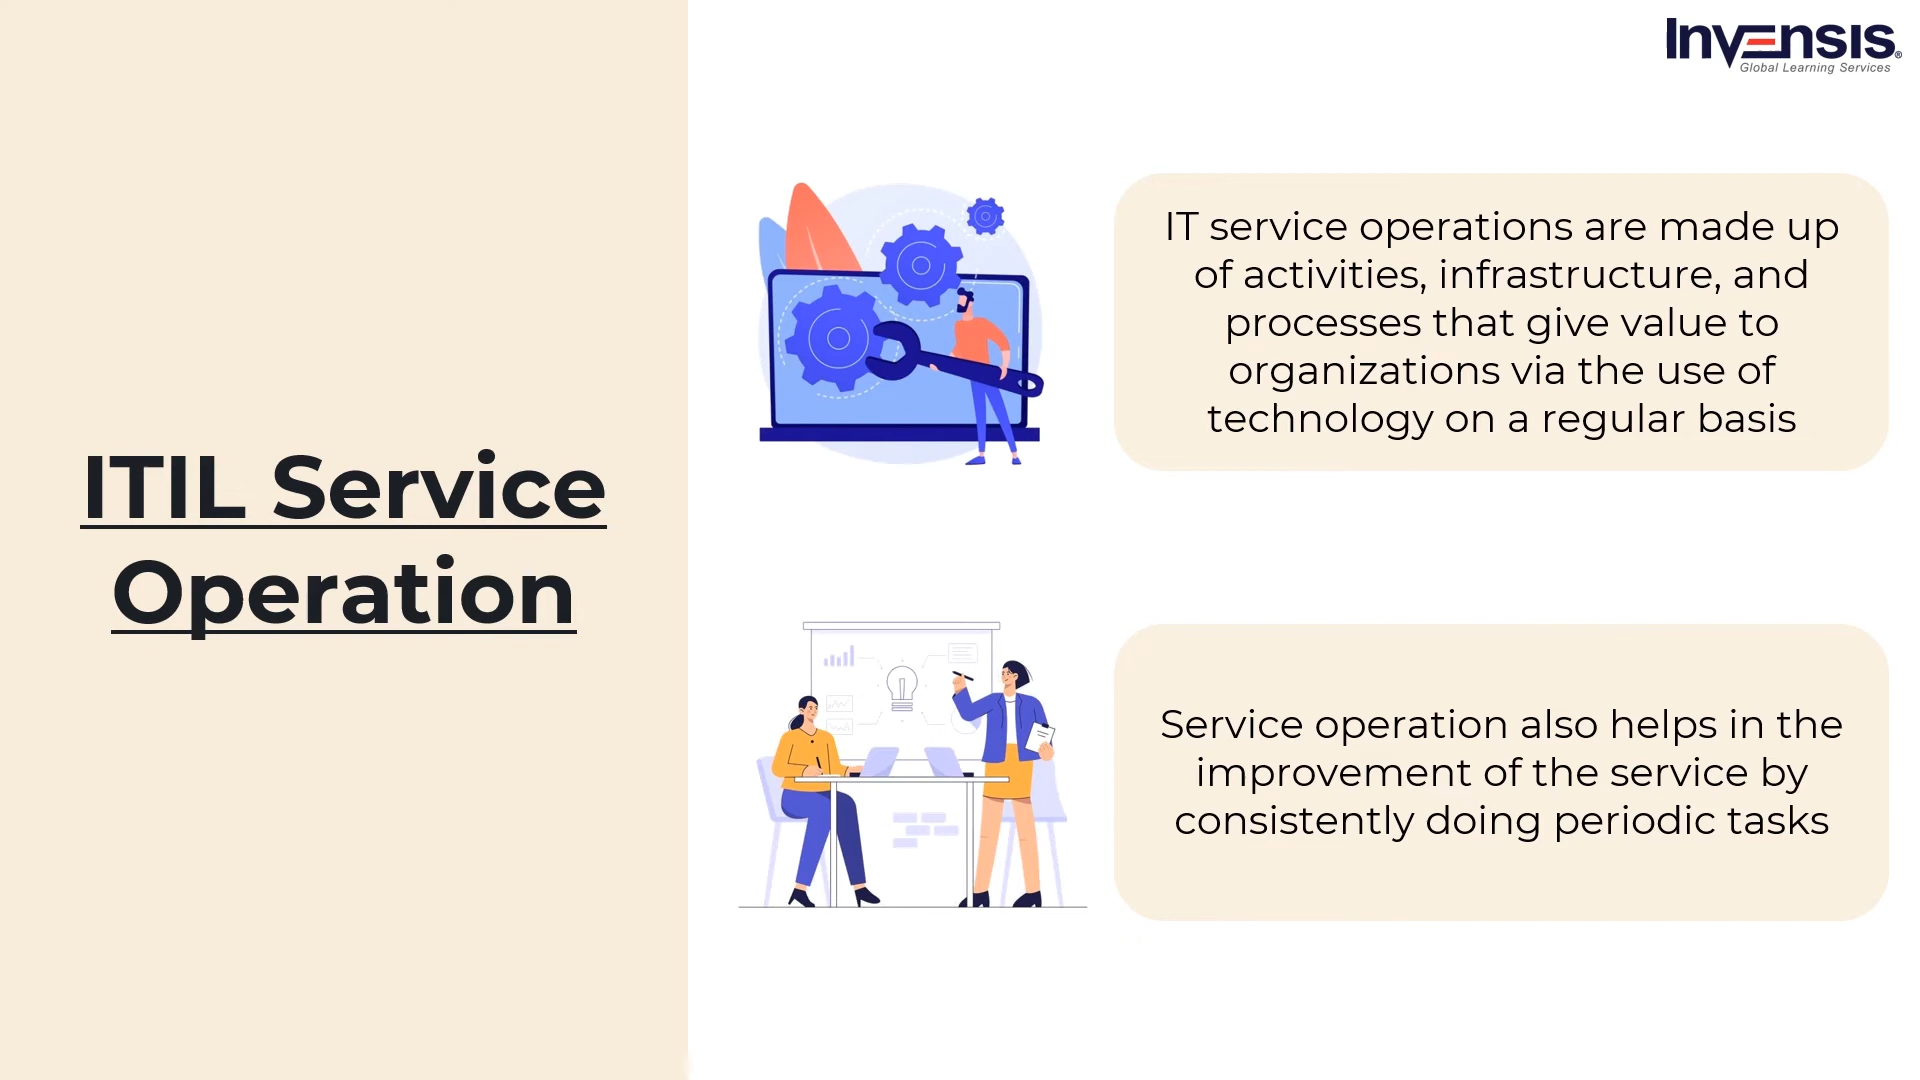 Invensis®
Global Learning Services
ITIL Service
Operation
IT service operations are made up
of activities, infrastructure, and
processes that give value to
organizations via the use of
technology on a regular basis
Service operation also helps in the
improvement of the service by
consistently doing periodic tasks